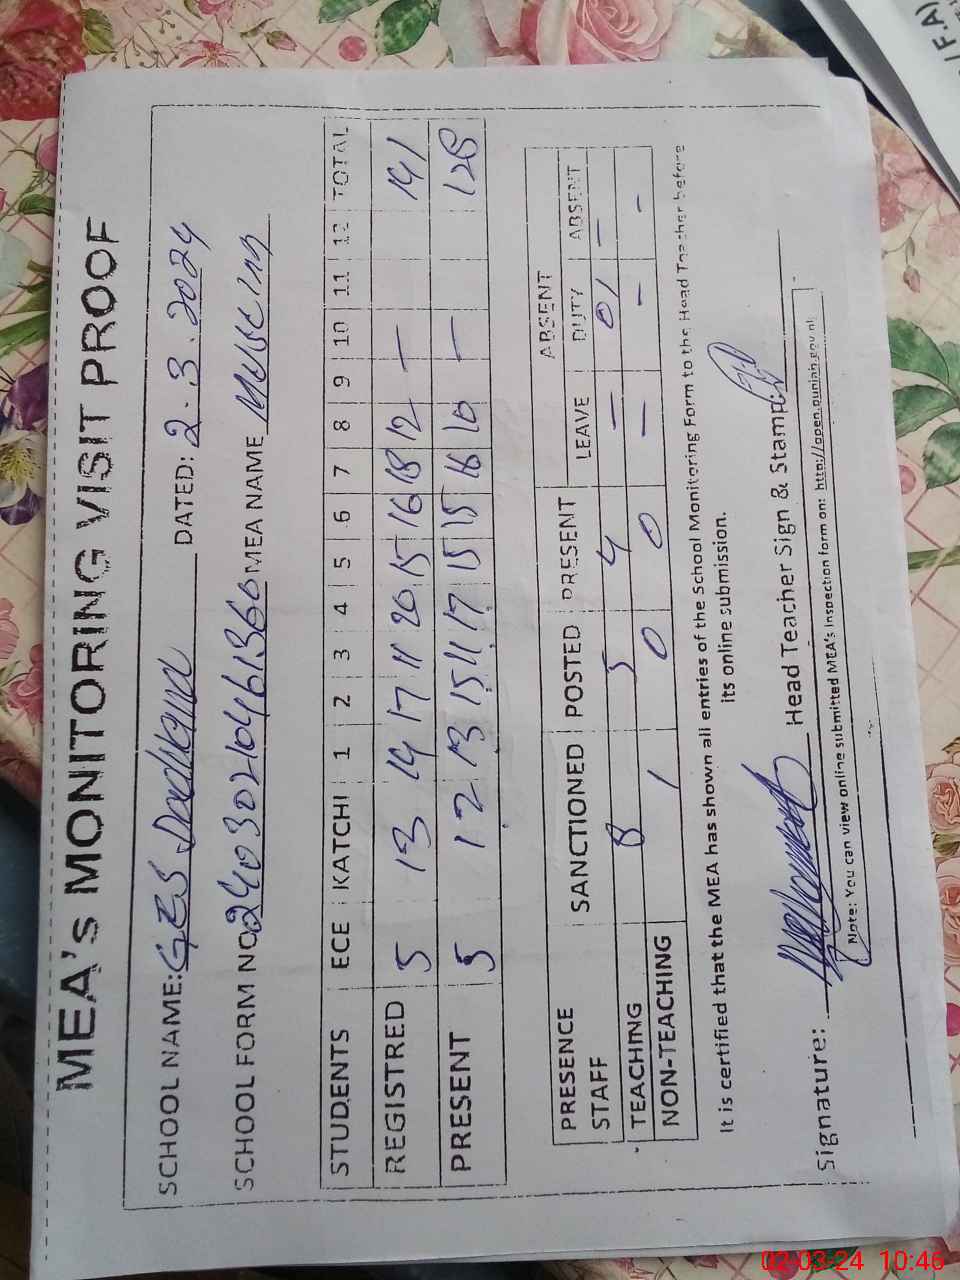 MEA's MONITORING VISIT PROOF
SCHOOL NAME: GES DATED: 2.3.2024
SCHOOL FORM NO MEA NAME
STUDENTS ECE KATCHI 1 2 3 4 5 6 7 8 9 10 11 12 TOTAL
REGISTRED 5 13 14 17 11 20 15 16 18 12 — 141
PRESENT 5 12 13 15 11 17 15 15 10 — 128
ABSENT
PRESENCE SANCTIONED POSTED PRESENT LEAVE DUTY ABSENT
STAFF
TEACHING 8 5 4 — 01 —
NON-TEACHING 1 0 0 — — —
It is certified that the MEA has shown all entries of the School Monitoring Form to the Head Teacher before
its online submission.
Signature: Head Teacher Sign & Stamp:
Note: You can view online submitted MEA's Inspection form on: http://open.punjab.gov.pk
(F.A)
02-03-24 10:46